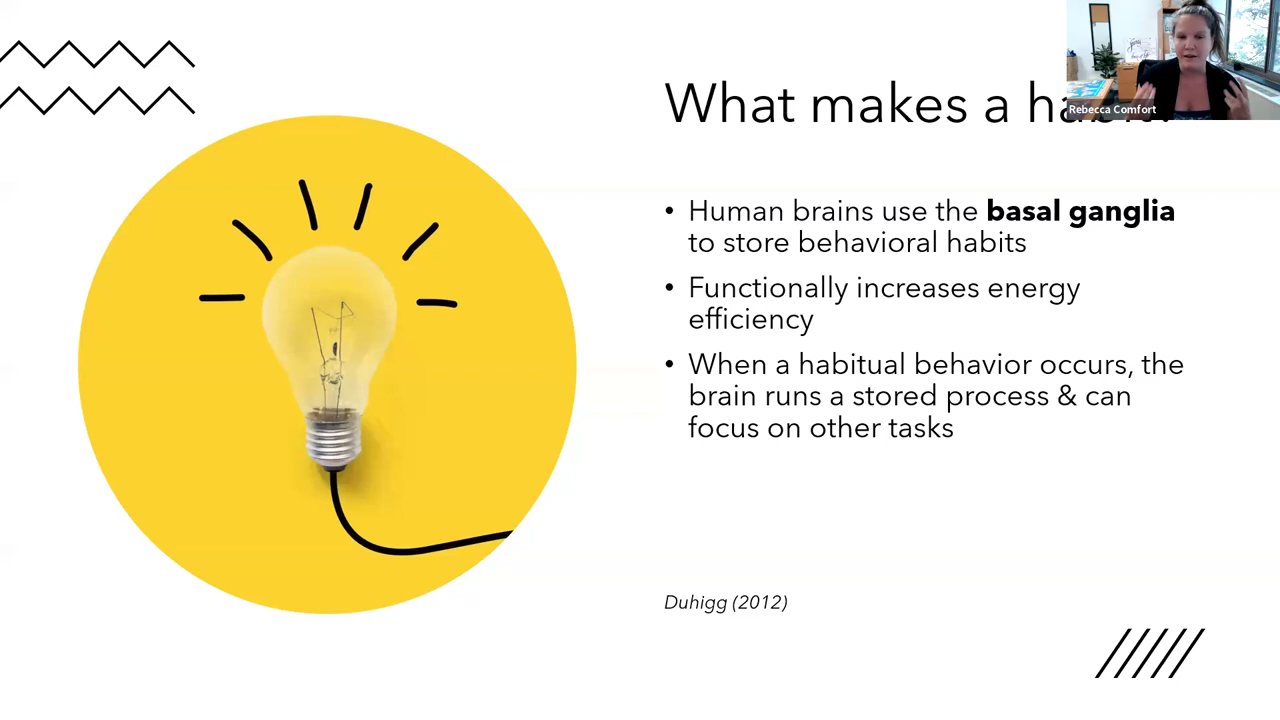 What makes a
Rebecca Comfort
• Human brains use the basal ganglia
to store behavioral habits
• Functionally increases energy
efficiency
• When a habitual behavior occurs, the
brain runs a stored process & can
focus on other tasks
Duhigg (2012)